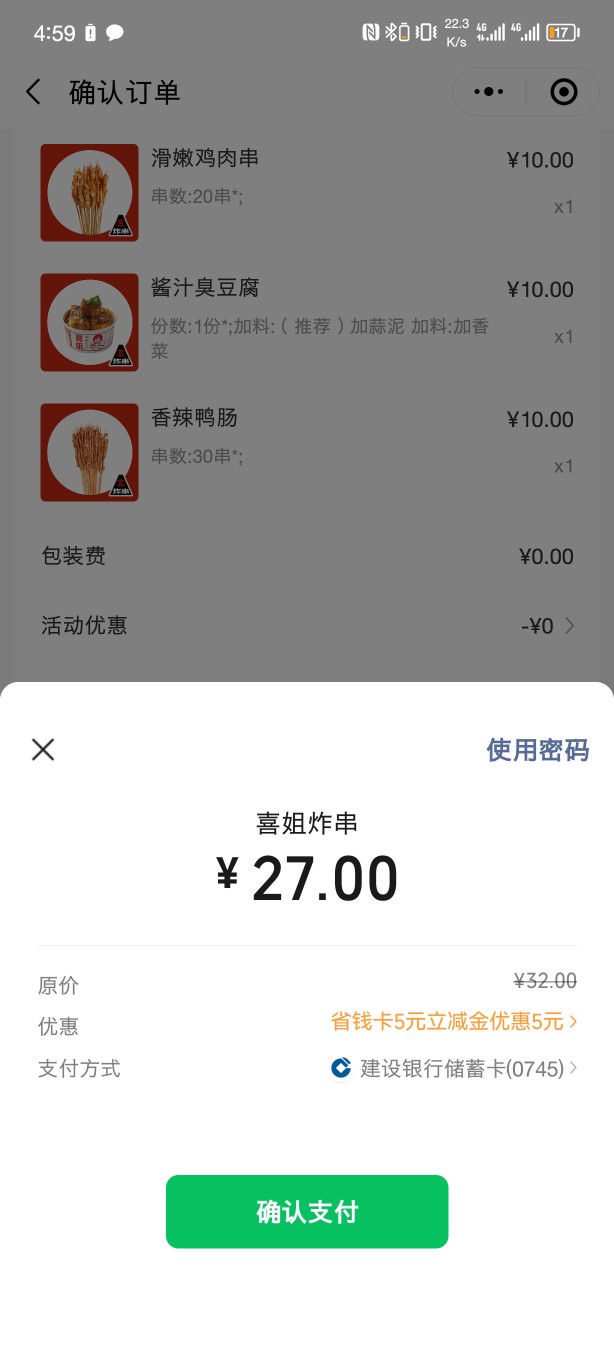 4:59
22.3
K/s
4G
4G
17
确认订单
滑嫩鸡肉串
¥10.00
串数:20串*;
x1
炸串
酱汁臭豆腐
¥10.00
份数:1份*;加料:（推荐）加蒜泥 加料:加香
菜
x1
炸串
香辣鸭肠
¥10.00
串数:30串*;
x1
炸串
包装费
¥0.00
活动优惠
-¥0
使用密码
喜姐炸串
¥ 27.00
原价
¥32.00
优惠
省钱卡5元立减金优惠5元
支付方式
建设银行储蓄卡(0745)
确认支付